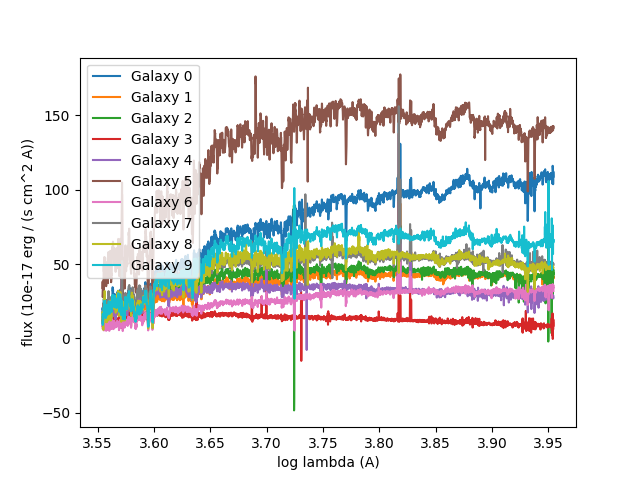 Galaxy 0
Galaxy 1
Galaxy 2
Galaxy 3
Galaxy 4
Galaxy 5
Galaxy 6
Galaxy 7
Galaxy 8
Galaxy 9
flux (10e-17 erg / (s cm^2 A))
150
100
50
0
−50
3.55 3.60 3.65 3.70 3.75 3.80 3.85 3.90 3.95
log lambda (A)